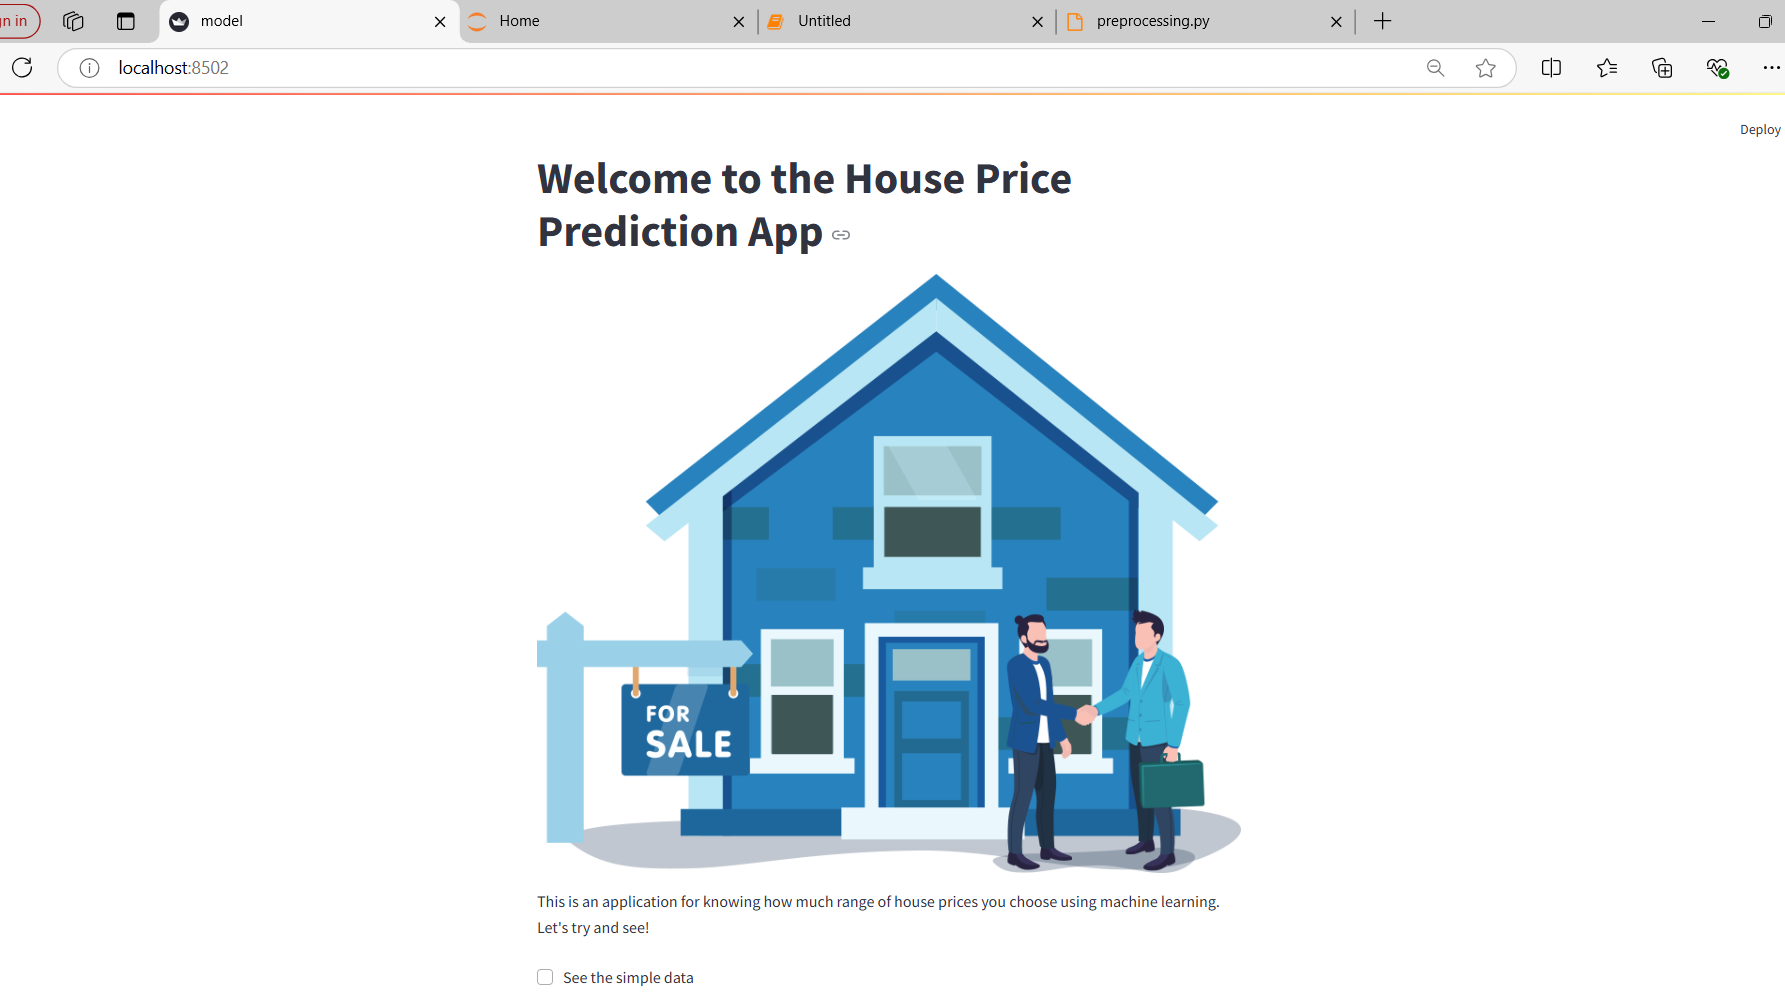 n in
model
Home
Untitled
preprocessing.py
localhost:8502
Deploy
Welcome to the House Price
Prediction App
FOR
SALE
This is an application for knowing how much range of house prices you choose using machine learning.
Let's try and see!
See the simple data